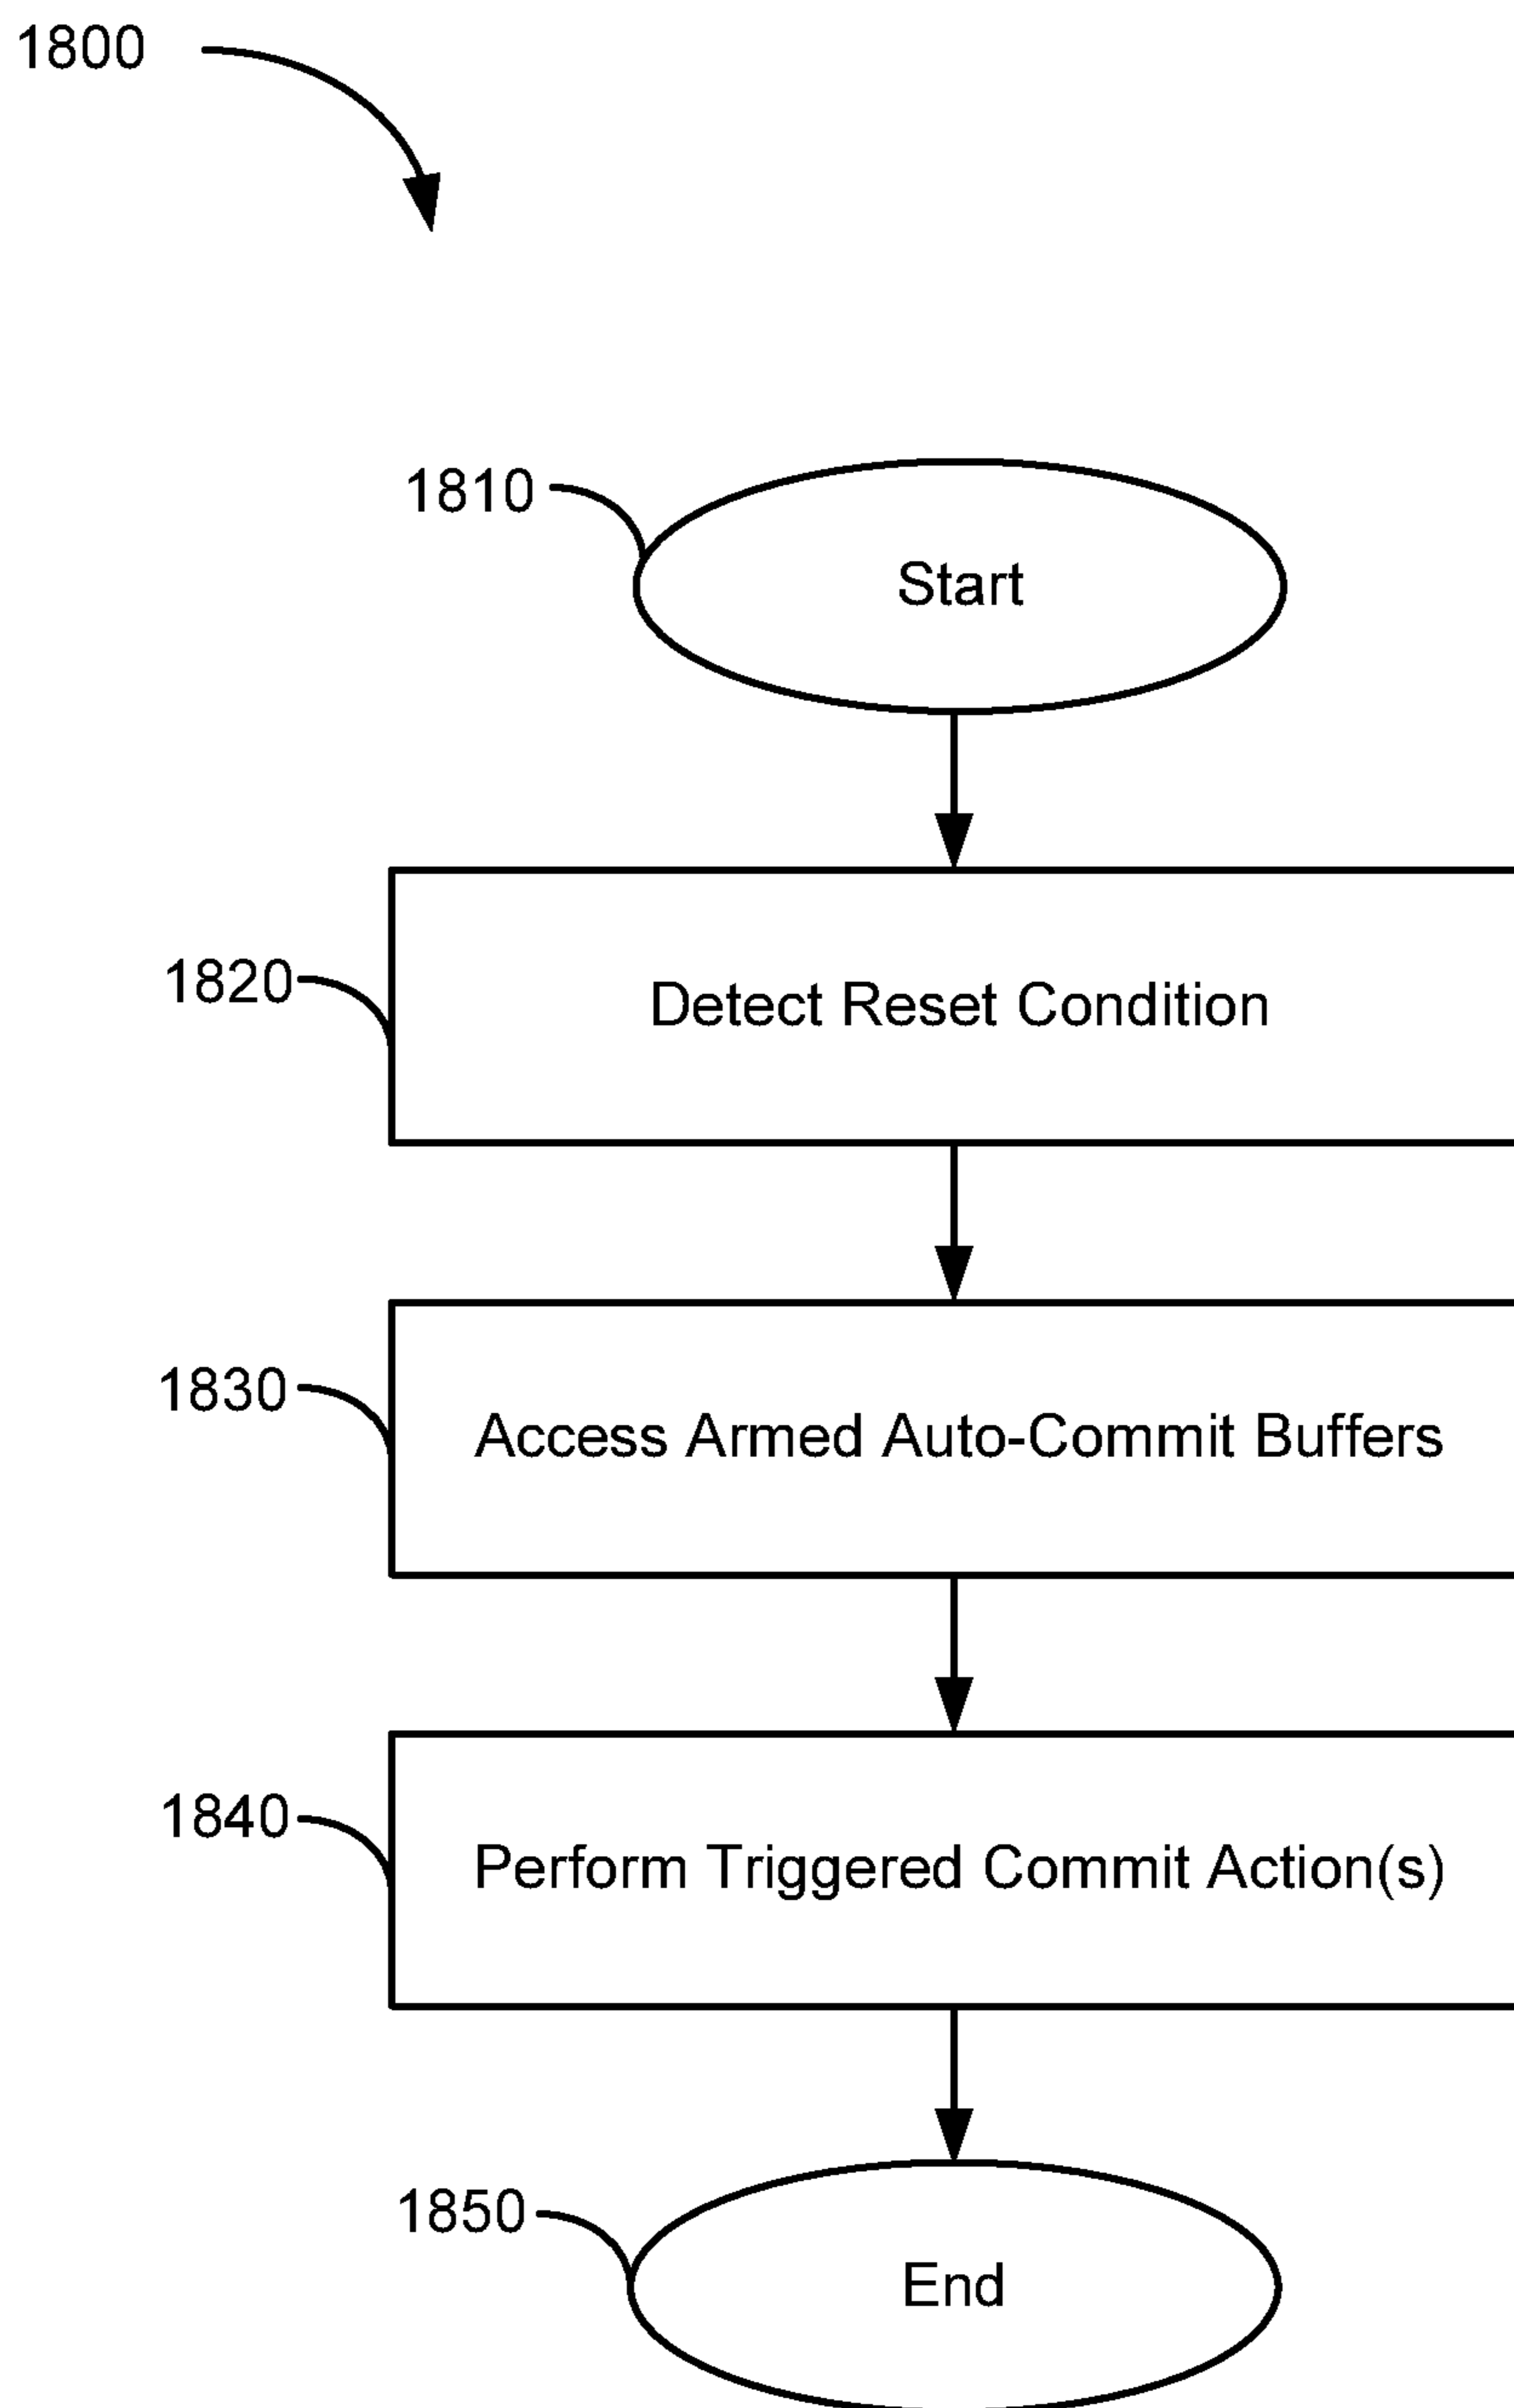 1800
1810
Start
1820
Detect Reset Condition
1830
Access Armed Auto-Commit Buffers
1840
Perform Triggered Commit Action(s)
1850
End